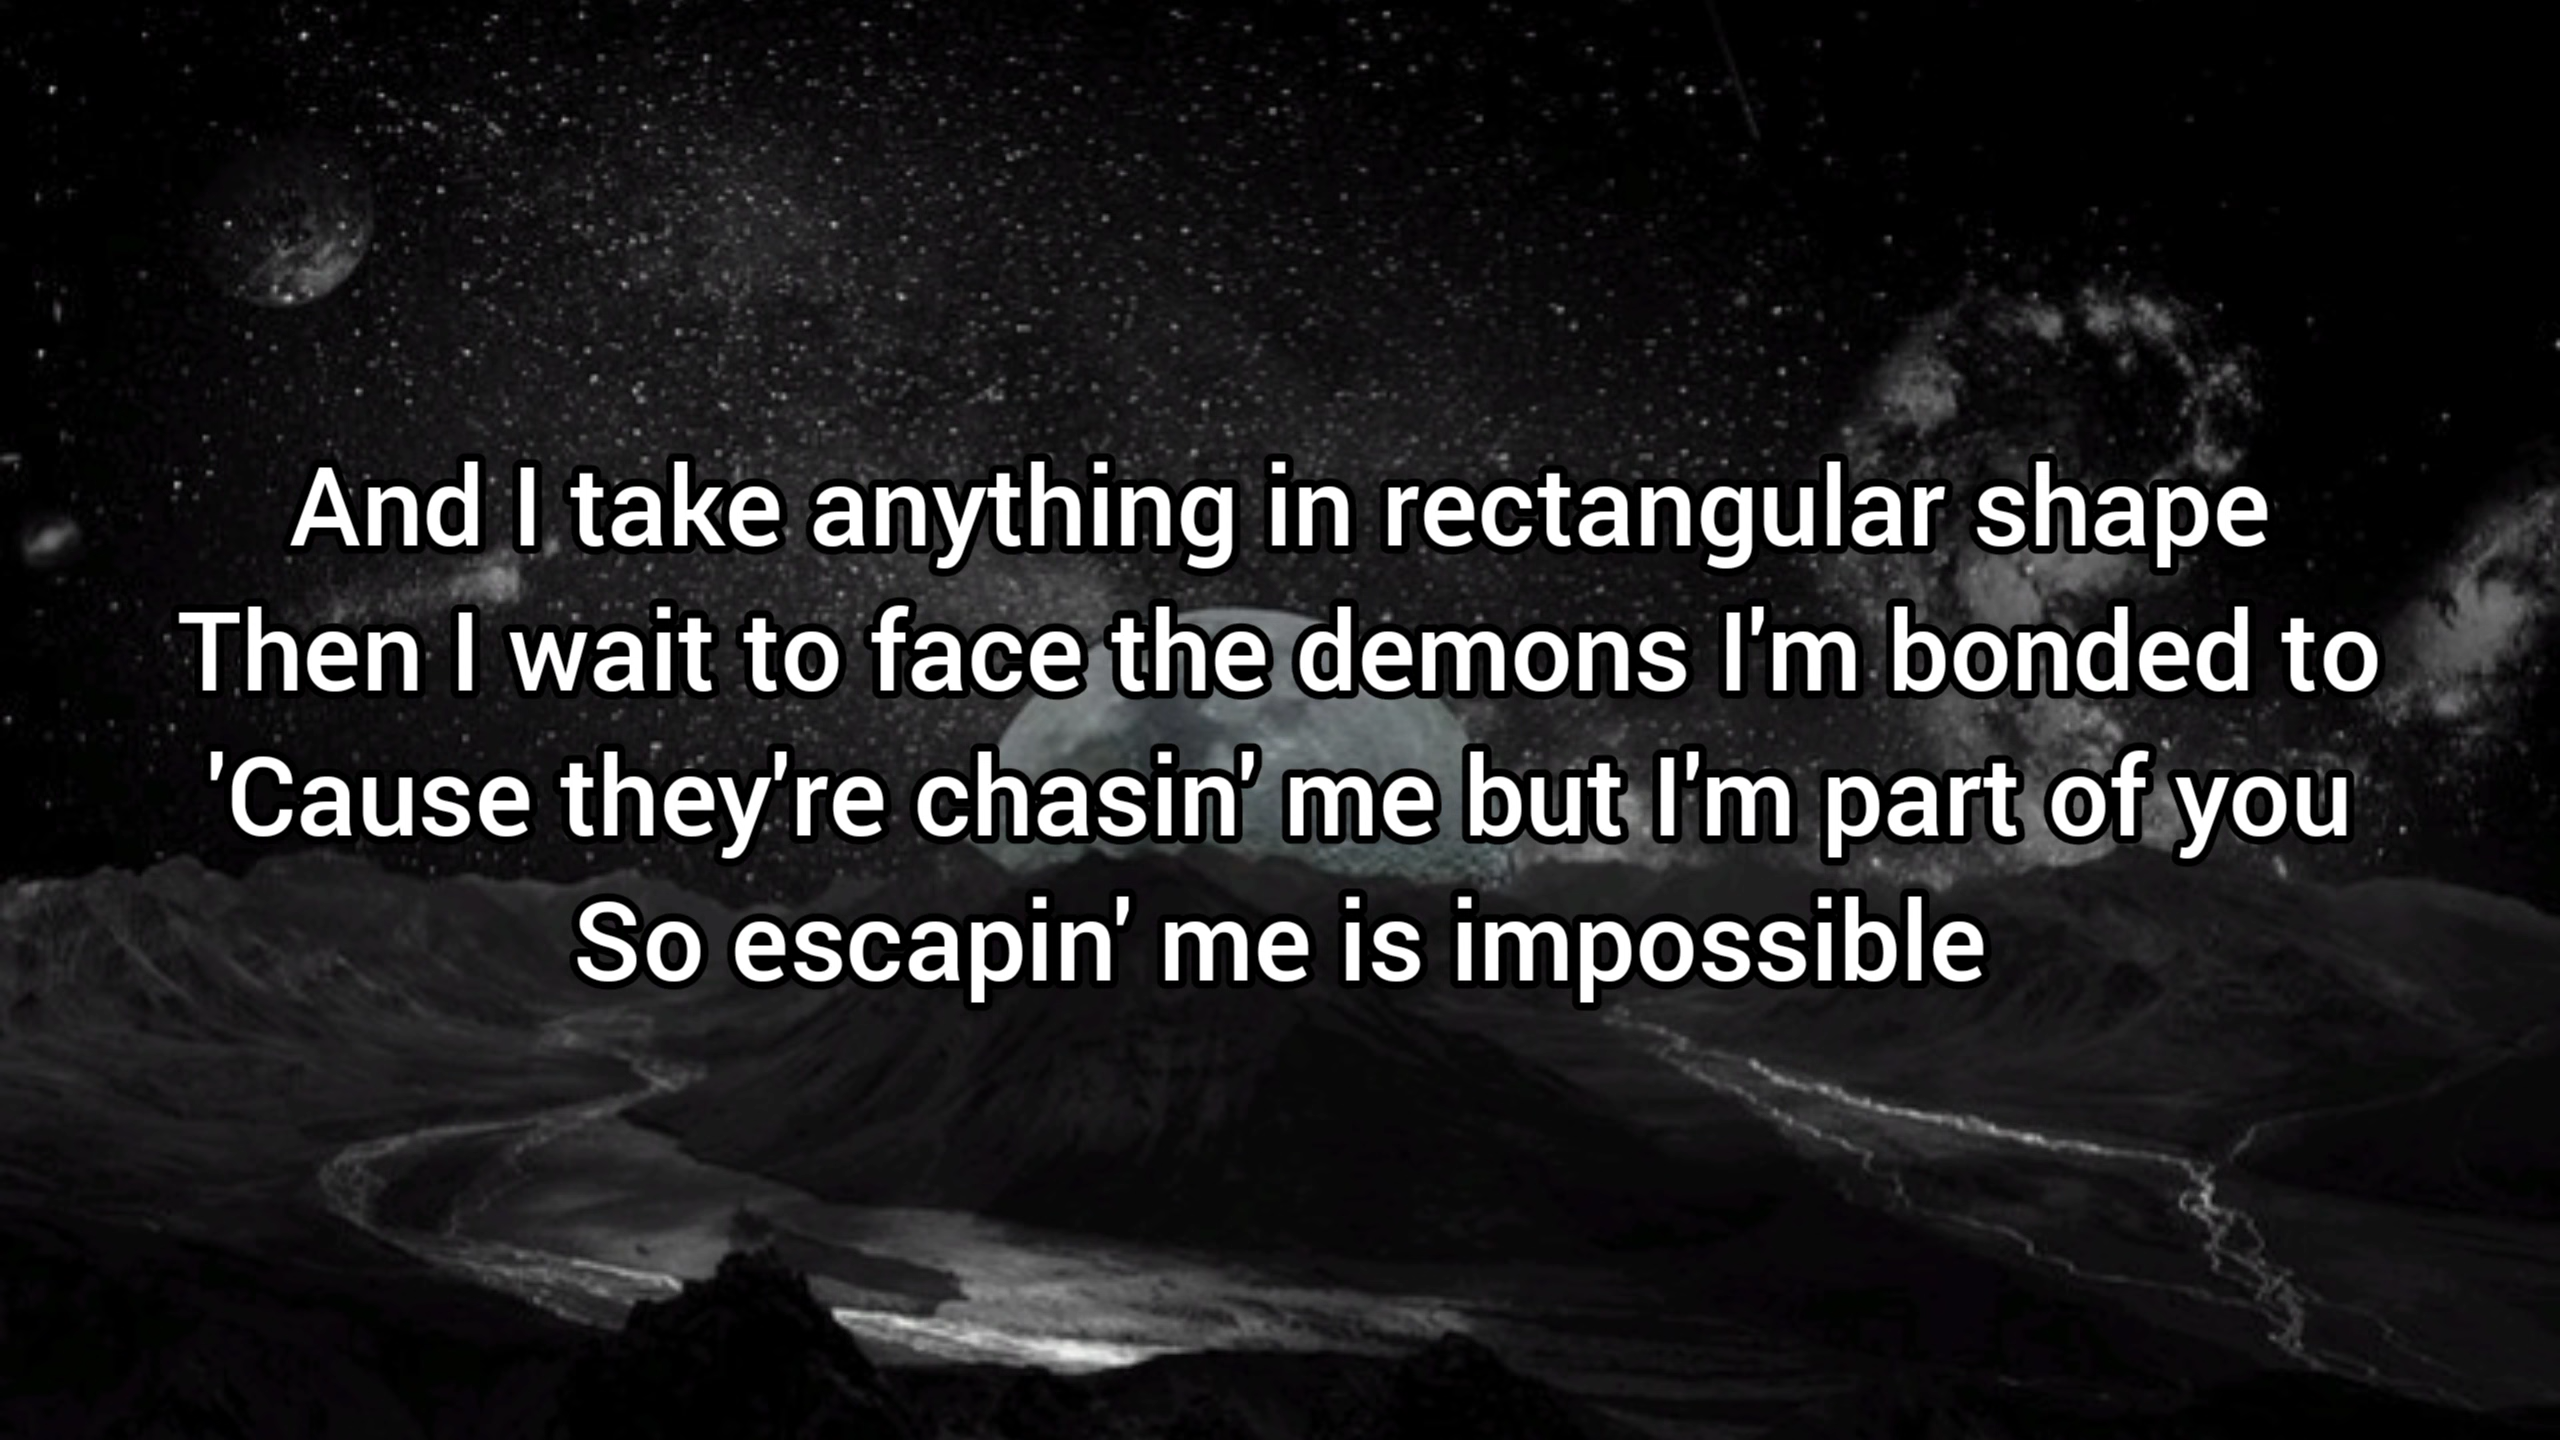 And I take anything in rectangular shape
Then I wait to face the demons I'm bonded to
'Cause they're chasin' me but I'm part of you
So escapin' me is impossible